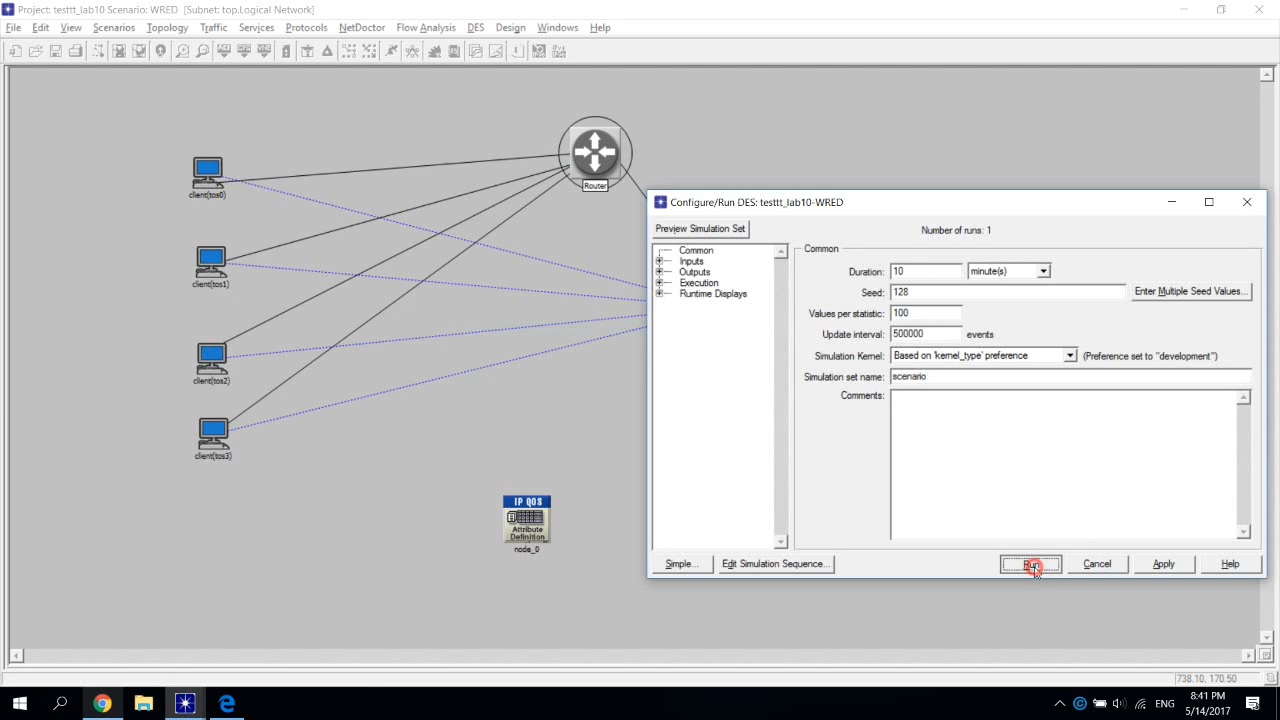 Project: testtt_lab10 Scenario: WRED [Subnet: top.Logical Network]
File Edit View Scenarios Topology Traffic Services Protocols NetDoctor Flow Analysis DES Design Windows Help
client(tos0)
Router
client(tos1)
client(tos2)
client(tos3)
IP QOS
Attribute
Definition
node_0
Configure/Run DES: testtt_lab10-WRED
Preview Simulation Set
Number of runs: 1
Common
Inputs
Outputs
Execution
Runtime Displays
Common
Duration: 10 minute(s)
Seed: 128 Enter Multiple Seed Values...
Values per statistic: 100
Update interval: 500000 events
Simulation Kernel: Based on 'kernel_type' preference (Preference set to "development")
Simulation set name: scenario
Comments:
Simple... Edit Simulation Sequence... Run Cancel Apply Help
738.10, 170.50
ENG
8:41 PM
5/14/2017